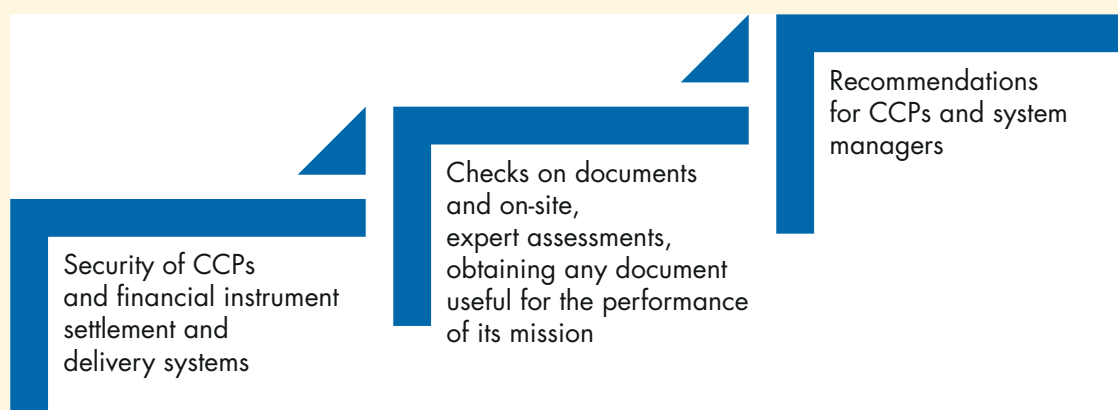 Security of CCPs
and financial instrument
settlement and
delivery systems
Checks on documents
and on-site,
expert assessments,
obtaining any document
useful for the performance
of its mission
Recommendations
for CCPs and system
managers